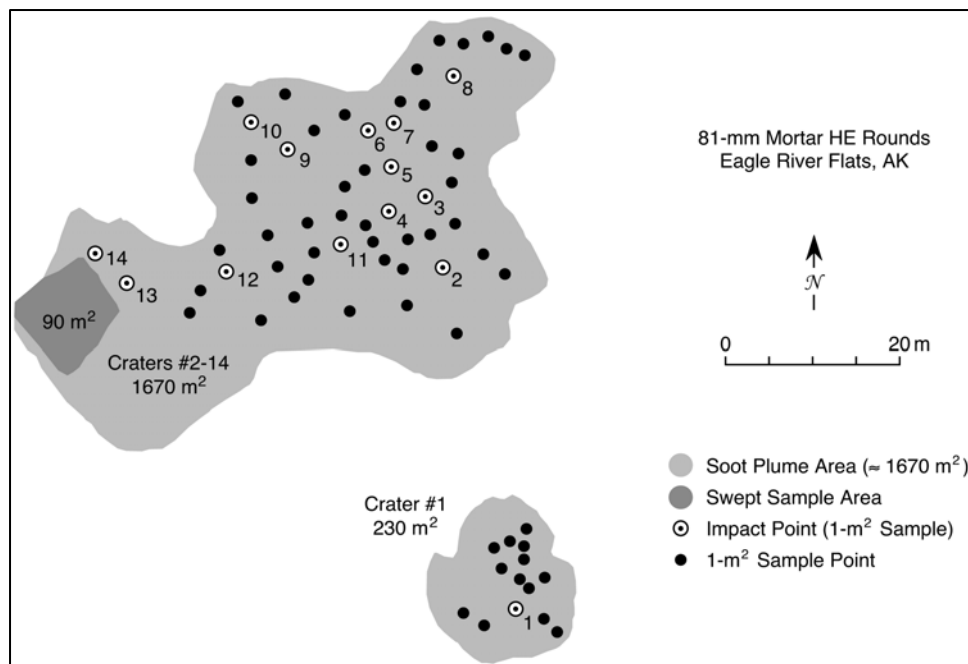 8
10
7
6
9
5
3
4
11
2
12
14
13
90 m²
Craters #2-14
1670 m²
81-mm Mortar HE Rounds
Eagle River Flats, AK
N
0 20 m
Crater #1
230 m²
1
Soot Plume Area (≈ 1670 m²)
Swept Sample Area
Impact Point (1-m² Sample)
1-m² Sample Point